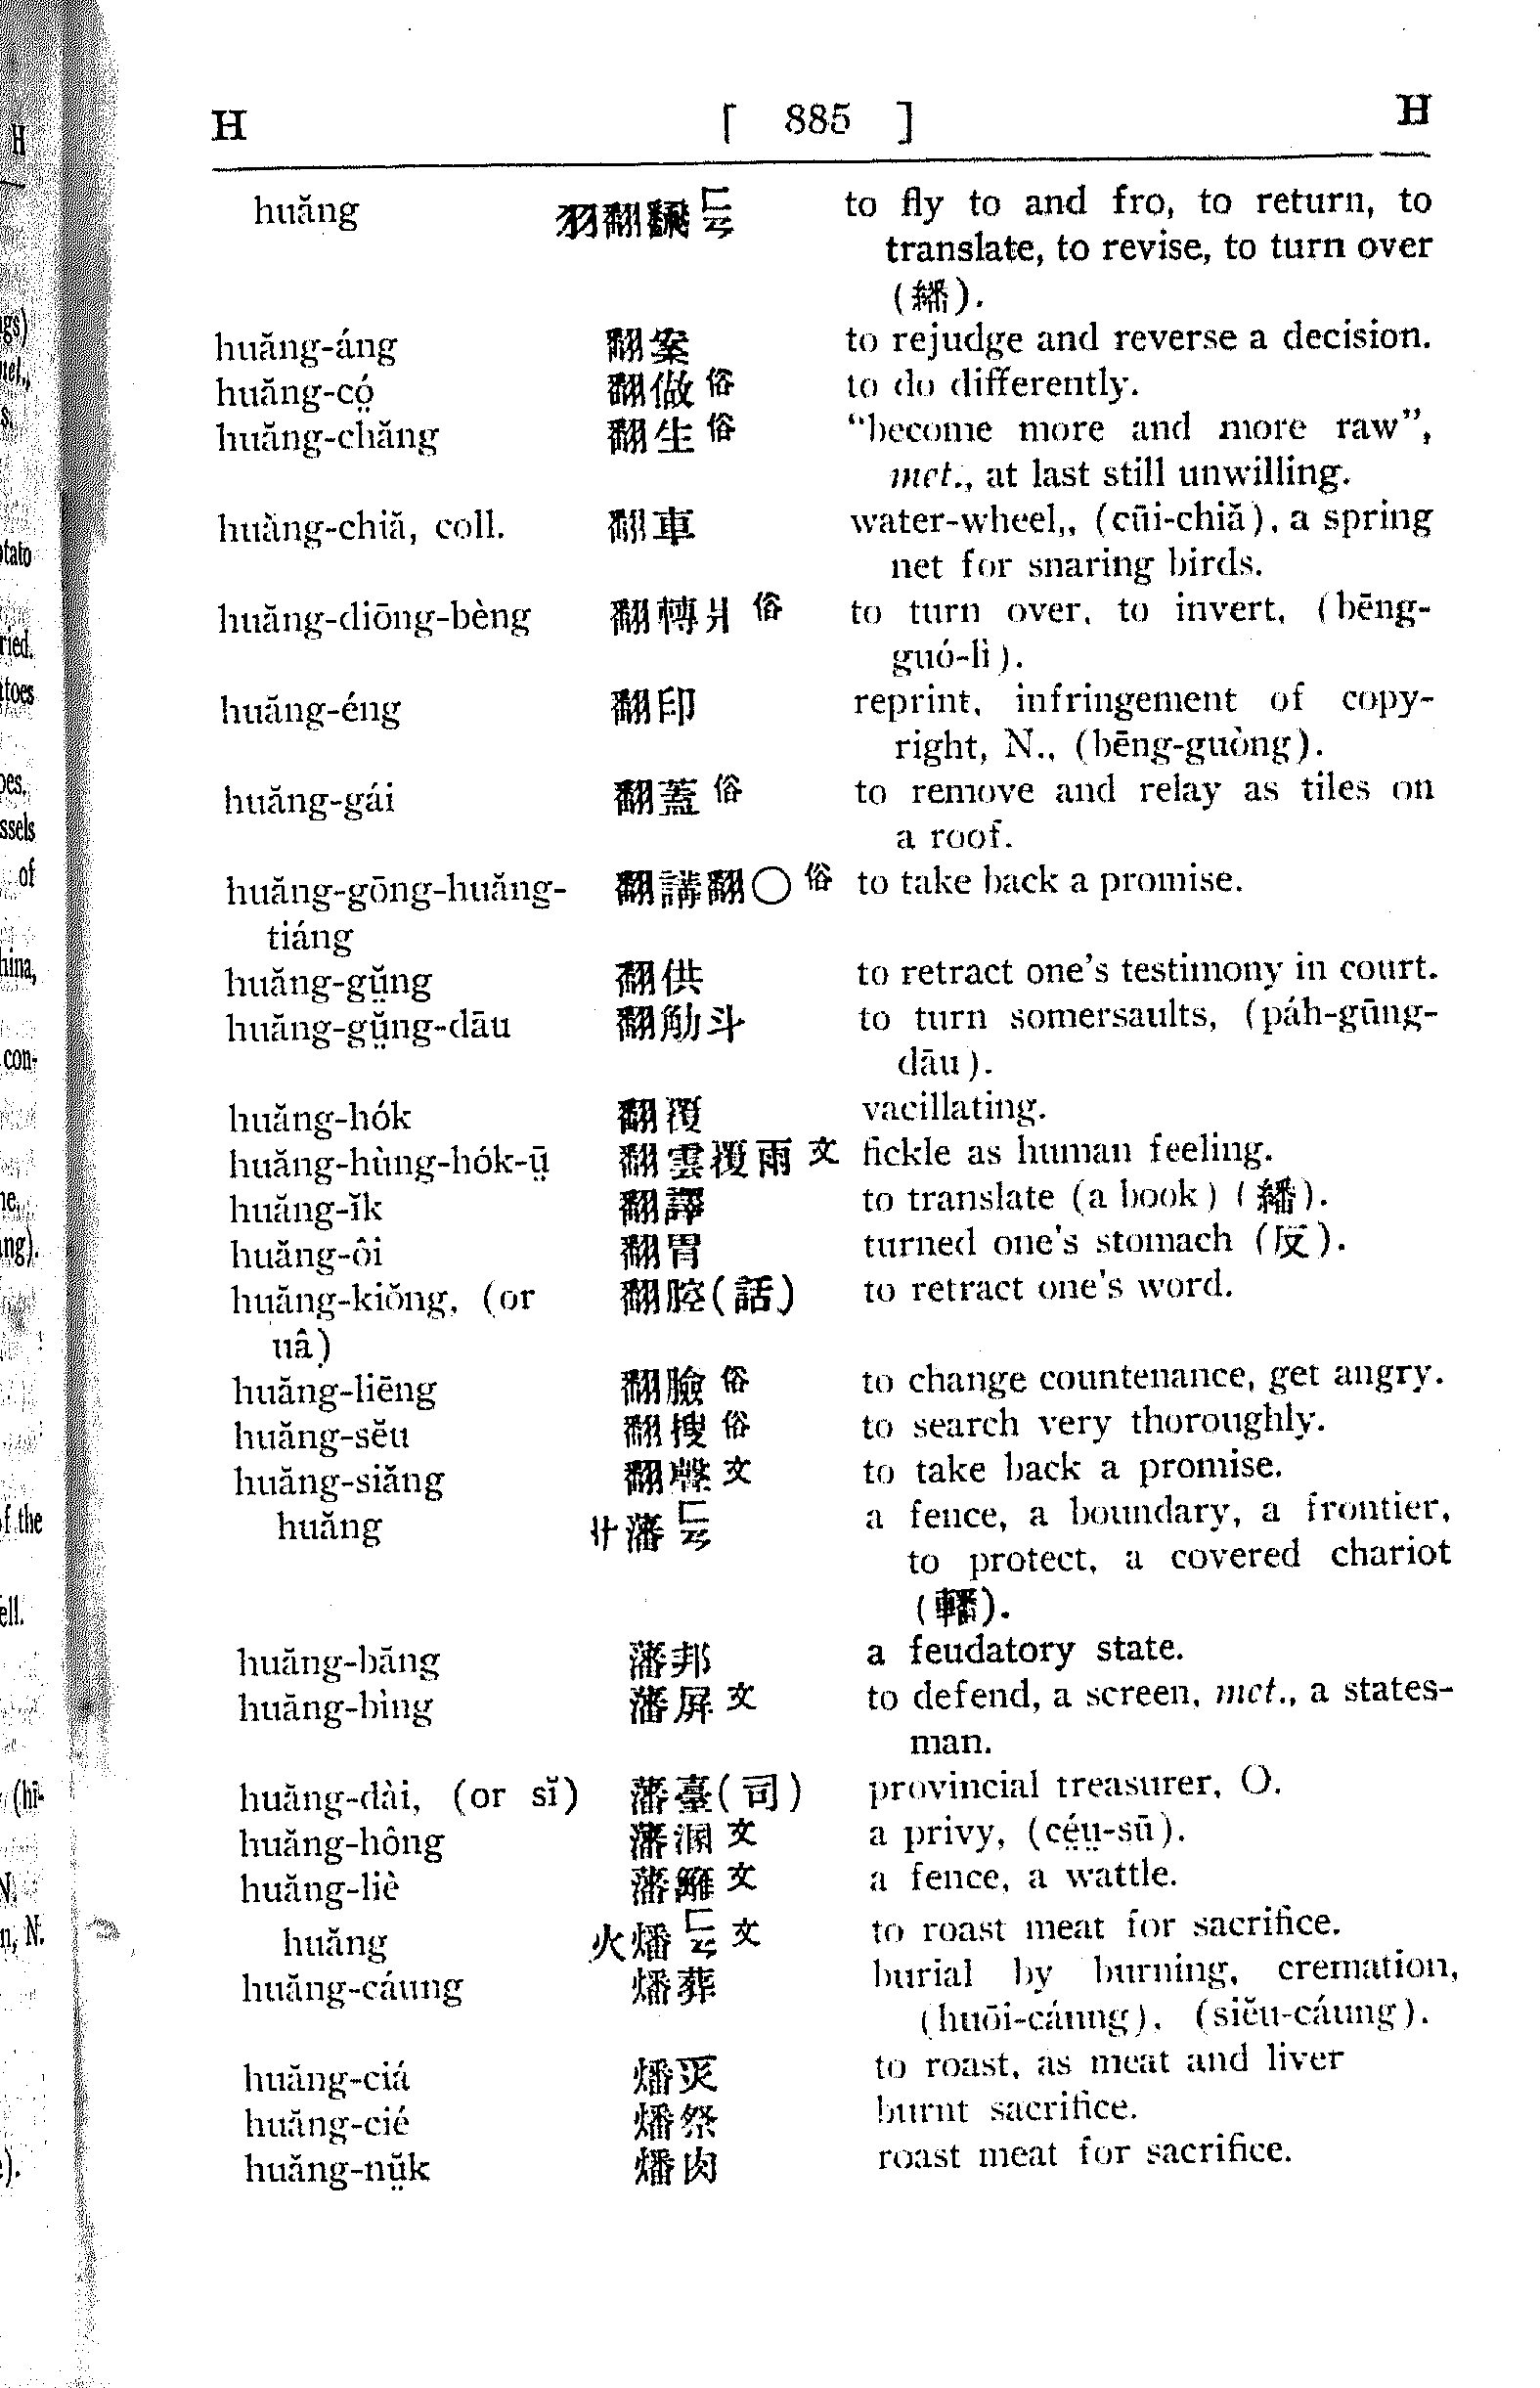 H [ 885 ] H
huăng 羽翻飜ㄈㄢ to fly to and fro, to return, to
translate, to revise, to turn over
(繙).
huăng-áng 翻案 to rejudge and reverse a decision.
huăng-có̤ 翻做俗 to do differently.
huăng-chăng 翻生俗 "become more and more raw",
met., at last still unwilling.
huàng-chiă, coll. 翻車 water-wheel,, (cūi-chiă), a spring
net for snaring birds.
huăng-diōng-bèng 翻轉爿俗 to turn over, to invert, (bēng-
guó-lì).
huăng-éng 翻印 reprint, infringement of copy-
right, N., (bēng-guòng).
huăng-gái 翻蓋俗 to remove and relay as tiles on
a roof.
huăng-gōng-huăng- 翻講翻〇俗 to take back a promise.
tiáng
huăng-gṳ̆ng 翻供 to retract one's testimony in court.
huăng-gṳ̆ng-dāu 翻觔斗 to turn somersaults, (páh-gūng-
dāu).
huăng-hók 翻覆 vacillating.
huăng-hùng-hók-ṳ̄ 翻雲覆雨文 fickle as human feeling.
huăng-ĭk 翻譯 to translate (a book) (繙).
huăng-ôi 翻胃 turned one's stomach (反).
huăng-kiŏng, (or 翻腔(話) to retract one's word.
uâ)
huăng-liēng 翻臉俗 to change countenance, get angry.
huăng-sĕu 翻搜俗 to search very thoroughly.
huăng-siăng 翻聲文 to take back a promise.
huăng 艹藩ㄈㄢ a fence, a boundary, a frontier,
to protect, a covered chariot
(轓).
huăng-băng 藩邦 a feudatory state.
huăng-bìng 藩屏文 to defend, a screen, met., a states-
man.
huăng-dài, (or sĭ) 藩臺(司) provincial treasurer, O.
huăng-hông 藩溷文 a privy, (cé̤ṳ-sū).
huăng-liè 藩籬文 a fence, a wattle.
huăng 火燔ㄈㄢ文 to roast meat for sacrifice.
huăng-cáung 燔葬 burial by burning, cremation,
(huōi-cáung), (siĕu-cáung).
huăng-ciá 燔炙 to roast, as meat and liver
huăng-cié 燔祭 burnt sacrifice.
huăng-nṳ̆k 燔肉 roast meat for sacrifice.